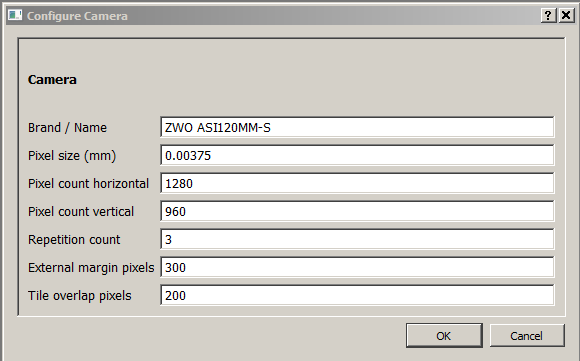 Configure Camera
Camera
Brand / Name ZWO ASI120MM-S
Pixel size (mm) 0.00375
Pixel count horizontal 1280
Pixel count vertical 960
Repetition count 3
External margin pixels 300
Tile overlap pixels 200
OK Cancel